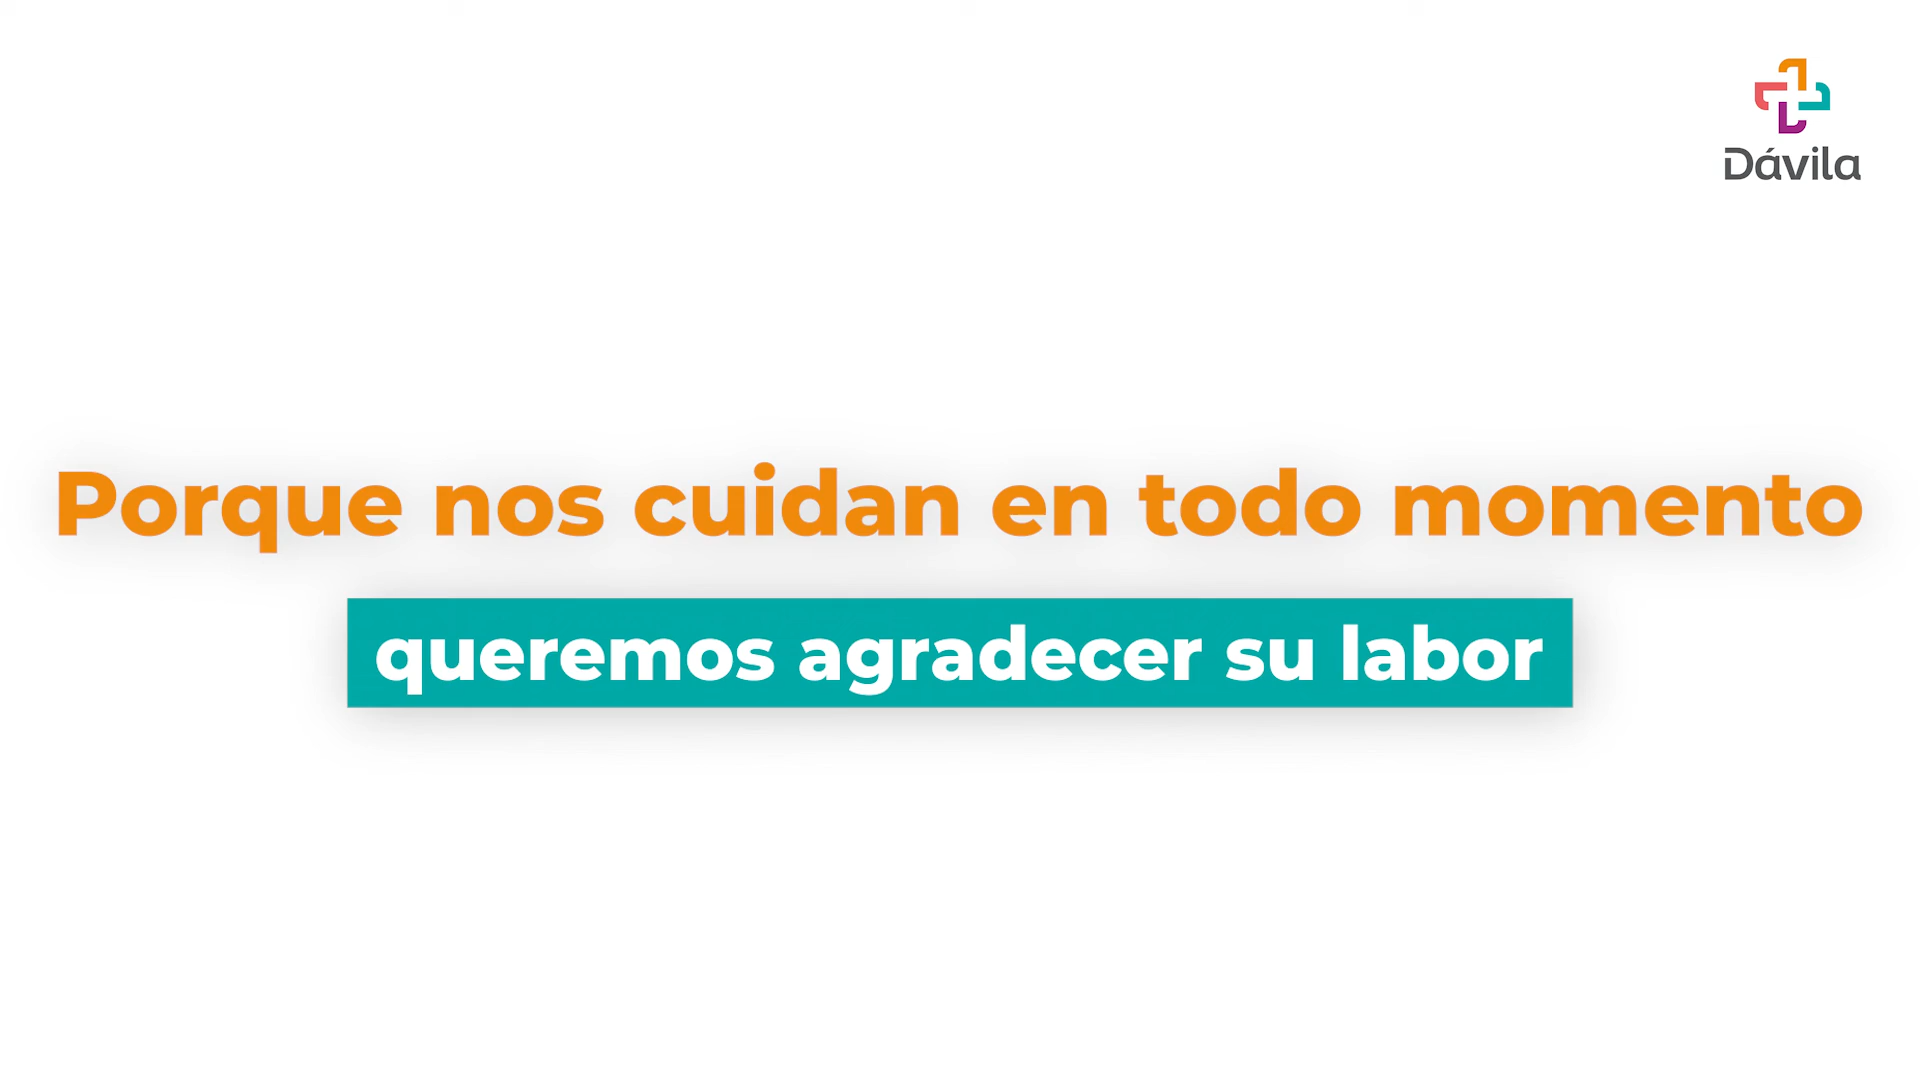 Dávila
Porque nos cuidan en todo momento
queremos agradecer su labor